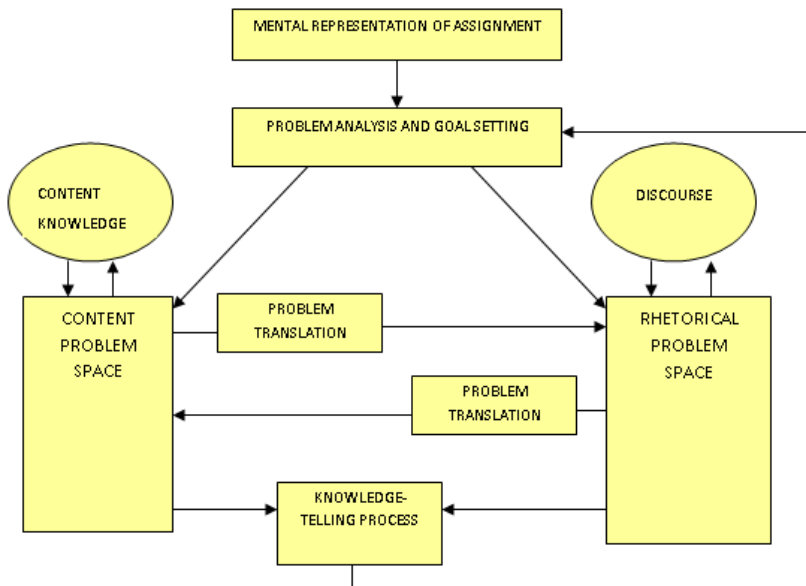 MENTAL REPRESENTATION OF ASSIGNMENT
PROBLEM ANALYSIS AND GOAL SETTING
CONTENT
KNOWLEDGE
DISCOURSE
CONTENT
PROBLEM
SPACE
PROBLEM
TRANSLATION
RHETORICAL
PROBLEM
SPACE
PROBLEM
TRANSLATION
KNOWLEDGE-
TELLING PROCESS